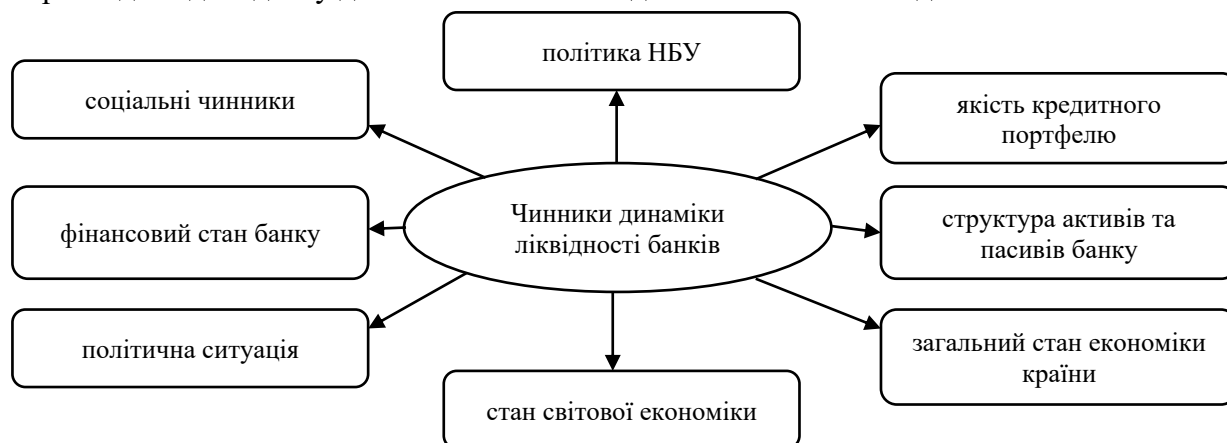 політика НБУ
соціальні чинники
якість кредитного
портфелю
Чинники динаміки
ліквідності банків
фінансовий стан банку
структура активів та
пасивів банку
політична ситуація
загальний стан економіки
країни
стан світової економіки